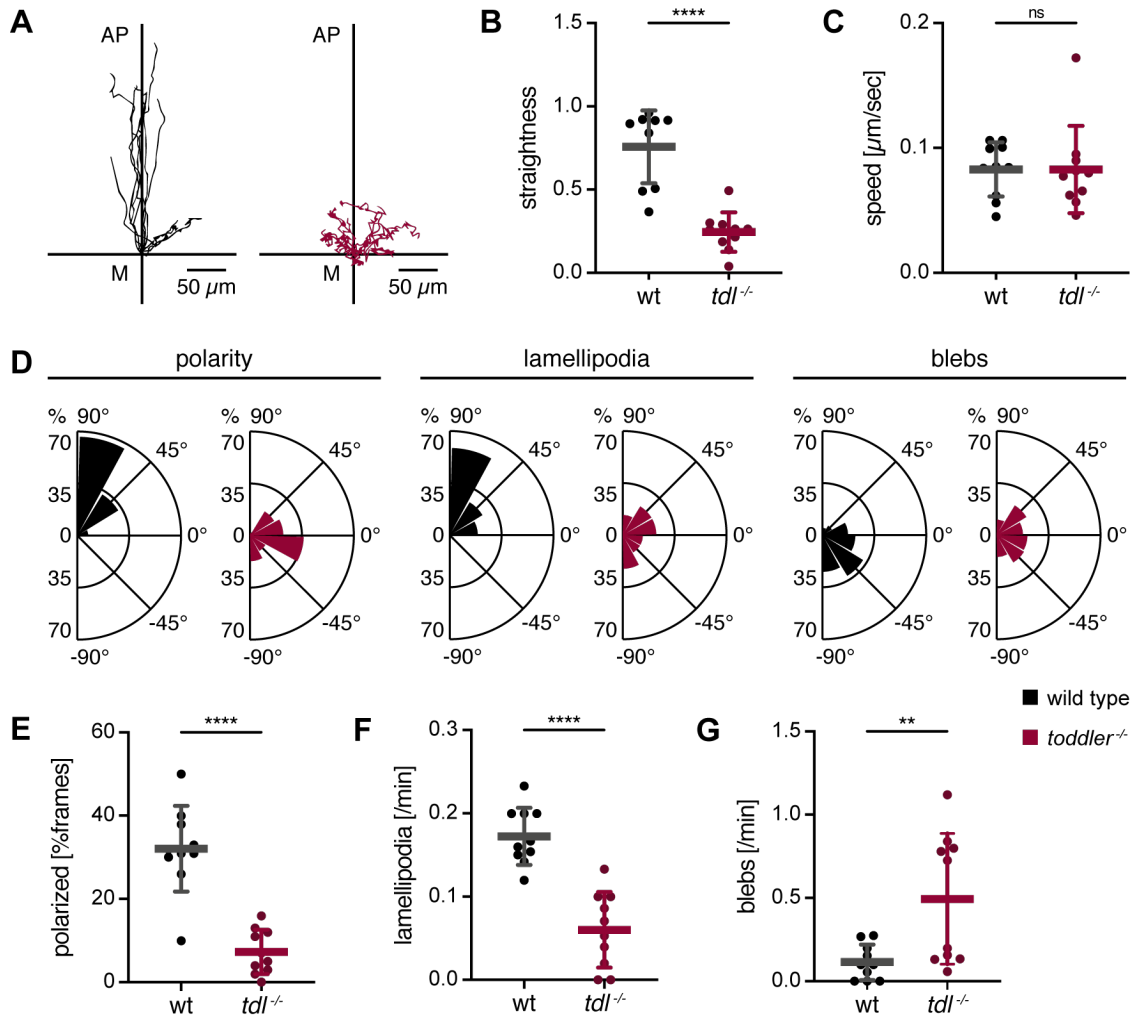 A
AP
AP
M
M
50 µm
50 µm
B
****
straightness
1.5
1.0
0.5
0.0
wt
tdl -/-
C
ns
speed [µm/sec]
0.2
0.1
0.0
wt
tdl -/-
D
polarity
lamellipodia
blebs
% 90°
70
45°
35
0
0°
35
-45°
70
-90°
% 90°
70
45°
35
0
0°
35
-45°
70
-90°
% 90°
70
45°
35
0
0°
35
-45°
70
-90°
% 90°
70
45°
35
0
0°
35
-45°
70
-90°
% 90°
70
45°
35
0
0°
35
-45°
70
-90°
% 90°
70
45°
35
0
0°
35
-45°
70
-90°
wild type
toddler-/-
E
****
polarized [%frames]
60
40
20
0
wt
tdl -/-
F
****
lamellipodia [/min]
0.3
0.2
0.1
0.0
wt
tdl -/-
G
**
blebs [/min]
1.5
1.0
0.5
0.0
wt
tdl -/-